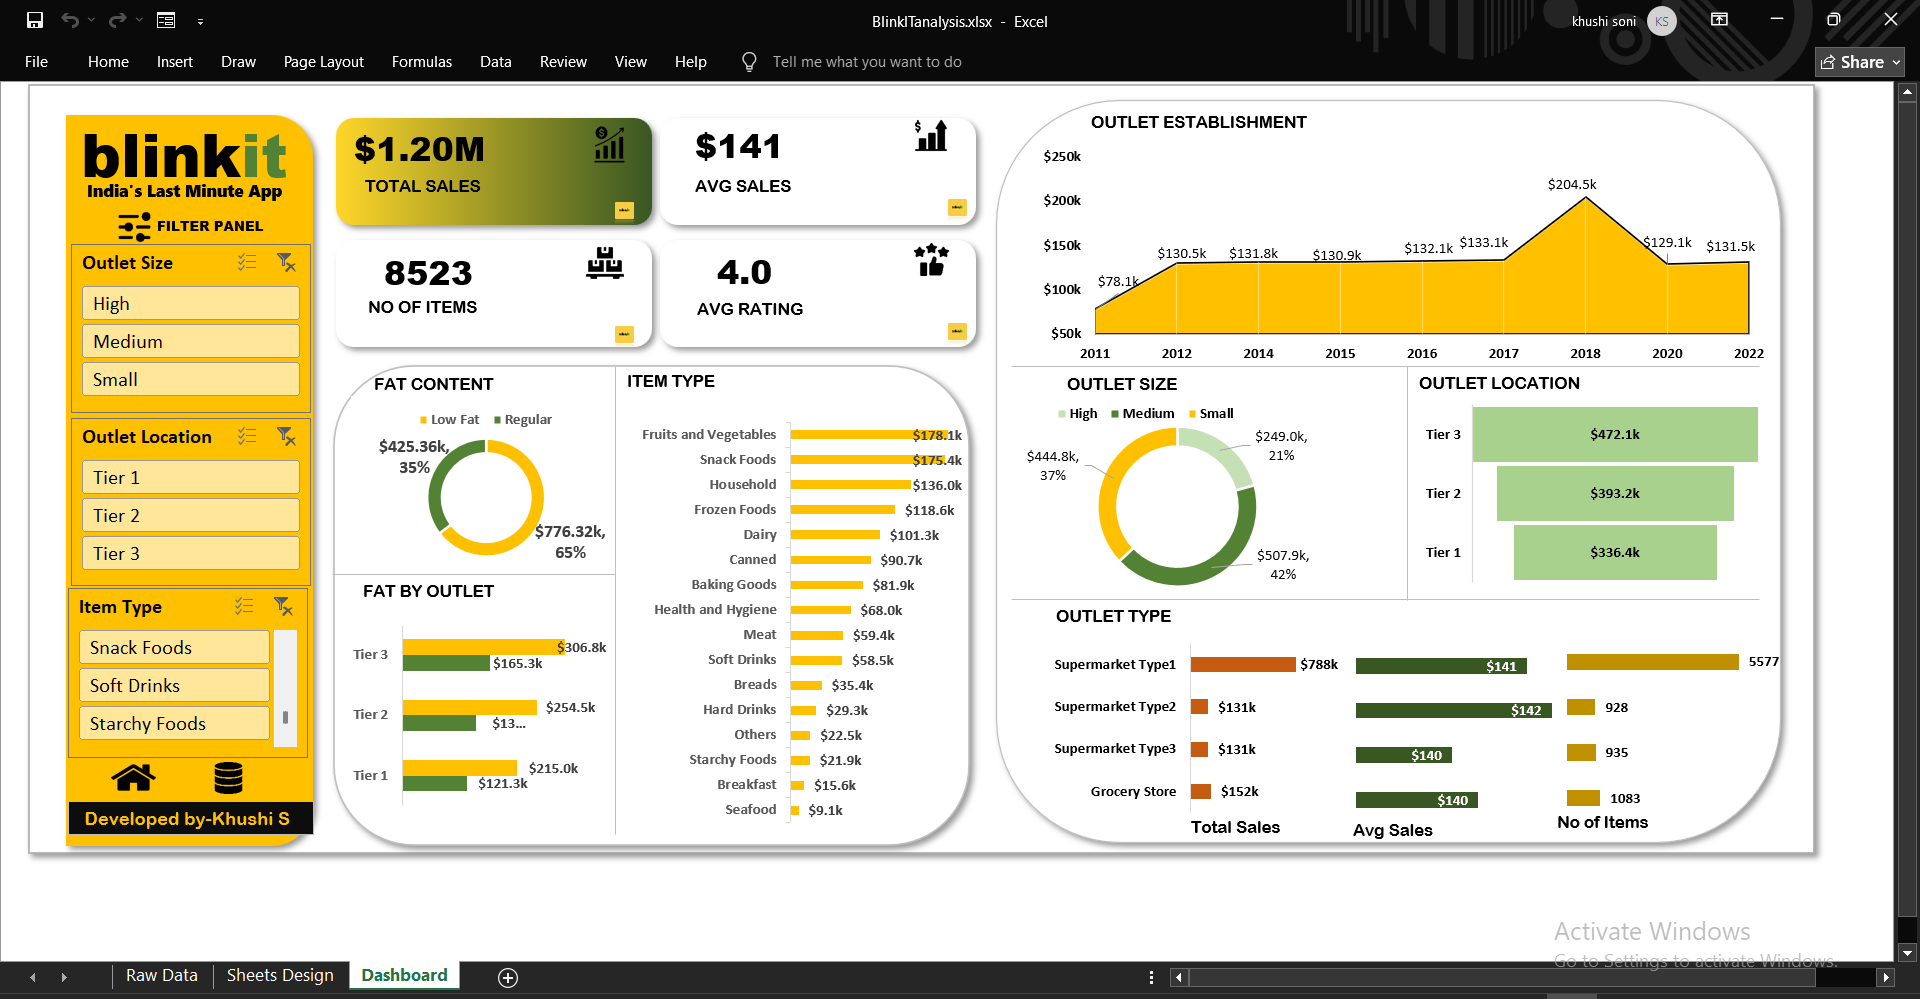 BlinkITanalysis.xlsx - Excel
khushi soni
KS
File Home Insert Draw Page Layout Formulas Data Review View Help Tell me what you want to do
Share
blinkit
India's Last Minute App
FILTER PANEL
Outlet Size
High
Medium
Small
Outlet Location
Tier 1
Tier 2
Tier 3
Item Type
Snack Foods
Soft Drinks
Starchy Foods
Developed by-Khushi S
$1.20M
TOTAL SALES
$141
AVG SALES
8523
NO OF ITEMS
4.0
AVG RATING
FAT CONTENT
Low Fat Regular
$425.36k,
35%
$776.32k,
65%
FAT BY OUTLET
Tier 3 $306.8k
$165.3k
Tier 2 $254.5k
$13...
Tier 1 $215.0k
$121.3k
ITEM TYPE
Fruits and Vegetables $178.1k
Snack Foods $175.4k
Household $136.0k
Frozen Foods $118.6k
Dairy $101.3k
Canned $90.7k
Baking Goods $81.9k
Health and Hygiene $68.0k
Meat $59.4k
Soft Drinks $58.5k
Breads $35.4k
Hard Drinks $29.3k
Others $22.5k
Starchy Foods $21.9k
Breakfast $15.6k
Seafood $9.1k
OUTLET ESTABLISHMENT
$250k
$200k
$150k
$100k
$50k
$78.1k $130.5k $131.8k $130.9k $132.1k $133.1k $204.5k $129.1k $131.5k
2011 2012 2014 2015 2016 2017 2018 2020 2022
OUTLET SIZE
High Medium Small
$249.0k,
21%
$444.8k,
37%
$507.9k,
42%
OUTLET LOCATION
Tier 3 $472.1k
Tier 2 $393.2k
Tier 1 $336.4k
OUTLET TYPE
Supermarket Type1 $788k $141 5577
Supermarket Type2 $131k $142 928
Supermarket Type3 $131k $140 935
Grocery Store $152k $140 1083
Total Sales Avg Sales No of Items
Activate Windows
Go to Settings to activate Windows.
Raw Data Sheets Design Dashboard